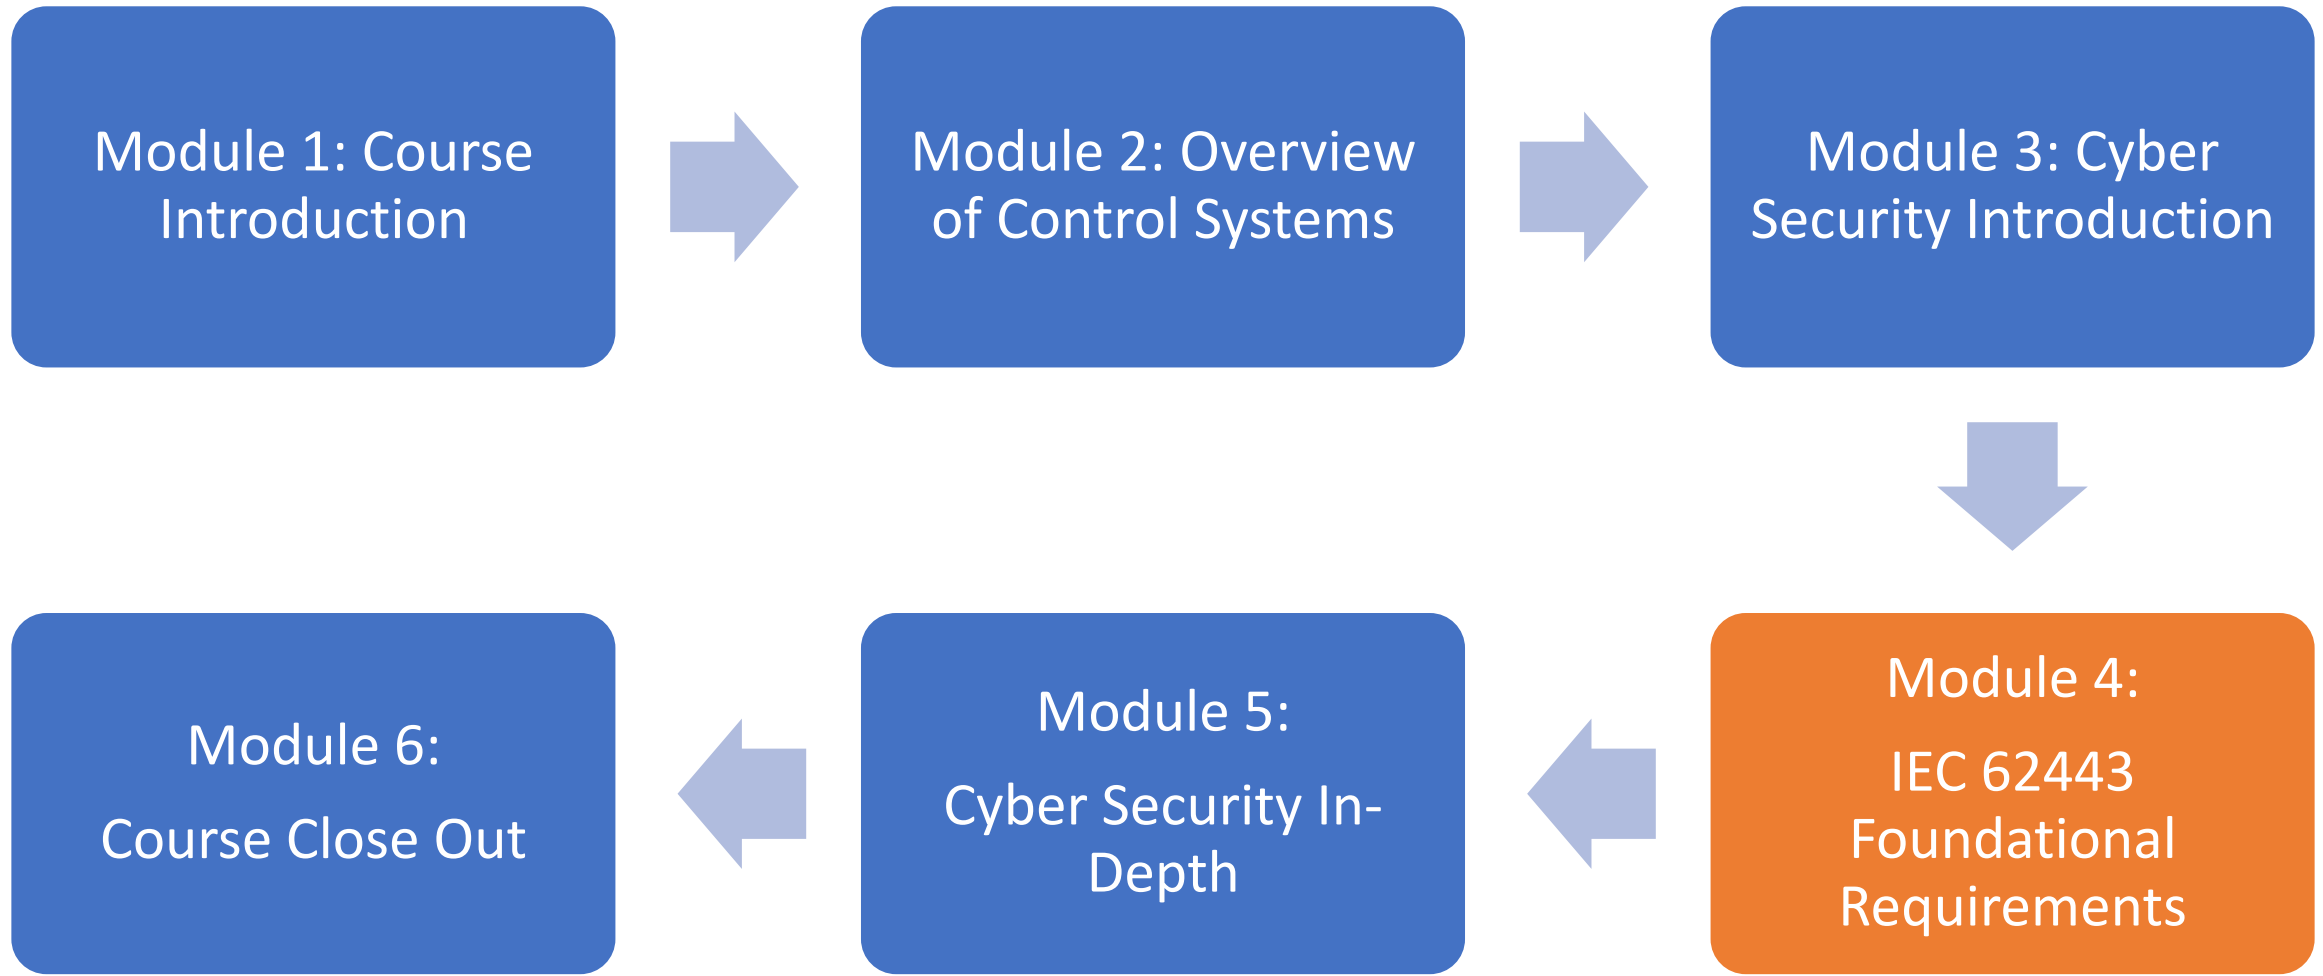 Module 1: Course
Introduction
Module 2: Overview
of Control Systems
Module 3: Cyber
Security Introduction
Module 4:
IEC 62443
Foundational
Requirements
Module 5:
Cyber Security In-
Depth
Module 6:
Course Close Out